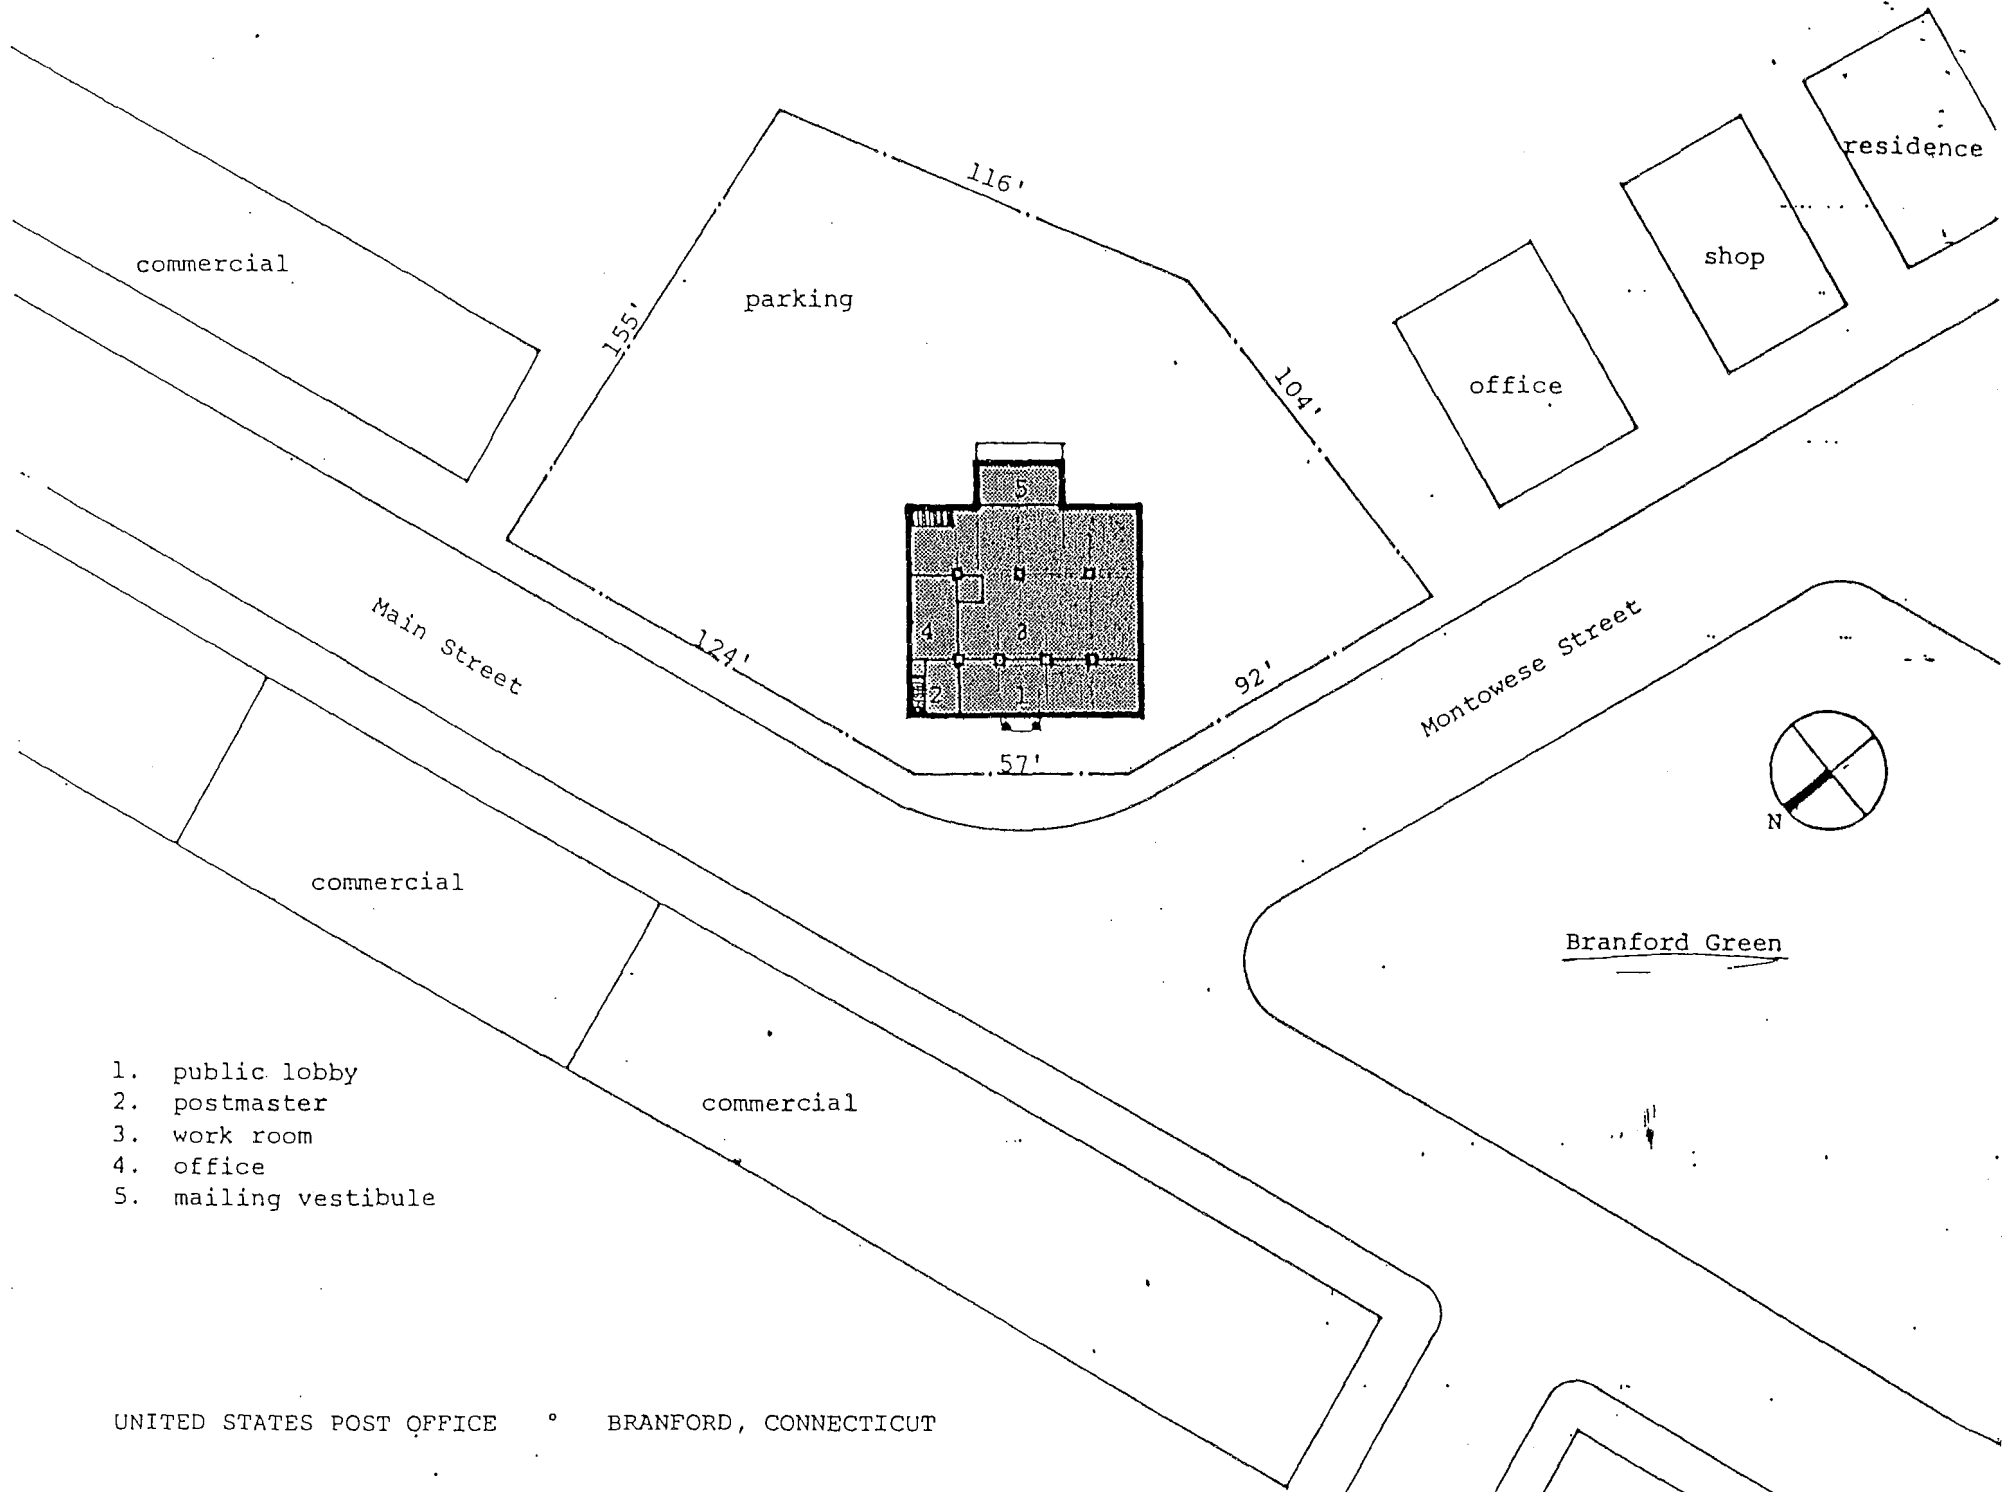 116'
residence
shop
commercial
parking
155'
office
104'
5
Main Street
4
3
124'
Montowese Street
92'
2
1
57'
N
commercial
Branford Green
1. public lobby
2. postmaster
3. work room
4. office
5. mailing vestibule
commercial
UNITED STATES POST OFFICE ° BRANFORD, CONNECTICUT